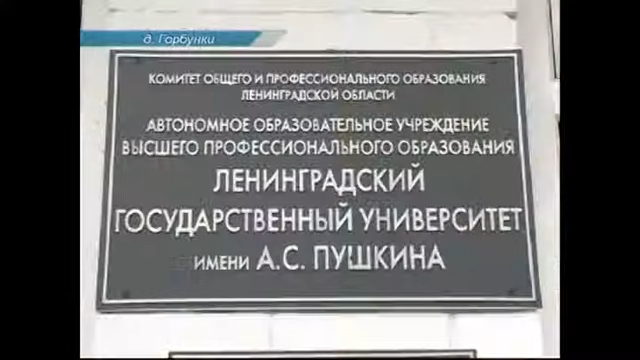 д. Горбунки
КОМИТЕТ ОБЩЕГО И ПРОФЕССИОНАЛЬНОГО ОБРАЗОВАНИЯ
ЛЕНИНГРАДСКОЙ ОБЛАСТИ
АВТОНОМНОЕ ОБРАЗОВАТЕЛЬНОЕ УЧРЕЖДЕНИЕ
ВЫСШЕГО ПРОФЕССИОНАЛЬНОГО ОБРАЗОВАНИЯ
ЛЕНИНГРАДСКИЙ
ГОСУДАРСТВЕННЫЙ УНИВЕРСИТЕТ
ИМЕНИ А.С. ПУШКИНА